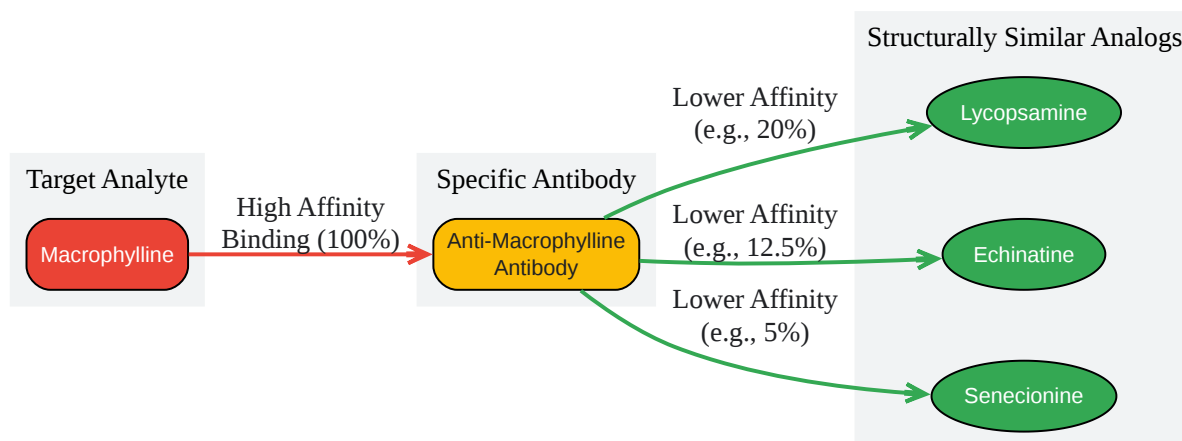 Target Analyte
Macrophylline
High Affinity
Binding (100%)
Specific Antibody
Anti-Macrophylline
Antibody
Lower Affinity
(e.g., 20%)
Lower Affinity
(e.g., 12.5%)
Lower Affinity
(e.g., 5%)
Structurally Similar Analogs
Lycopsamine
Echinatine
Senecionine